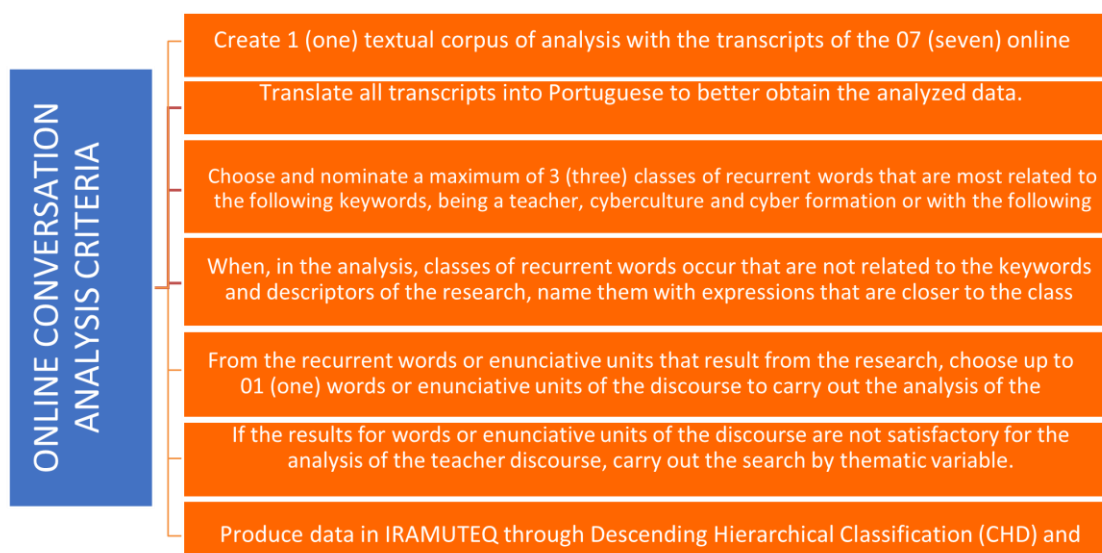 ONLINE CONVERSATION
ANALYSIS CRITERIA
Create 1 (one) textual corpus of analysis with the transcripts of the 07 (seven) online
Translate all transcripts into Portuguese to better obtain the analyzed data.
Choose and nominate a maximum of 3 (three) classes of recurrent words that are most related to
the following keywords, being a teacher, cyberculture and cyber formation or with the following
When, in the analysis, classes of recurrent words occur that are not related to the keywords
and descriptors of the research, name them with expressions that are closer to the class
From the recurrent words or enunciative units that result from the research, choose up to
01 (one) words or enunciative units of the discourse to carry out the analysis of the
If the results for words or enunciative units of the discourse are not satisfactory for the
analysis of the teacher discourse, carry out the search by thematic variable.
Produce data in IRAMUTEQ through Descending Hierarchical Classification (CHD) and